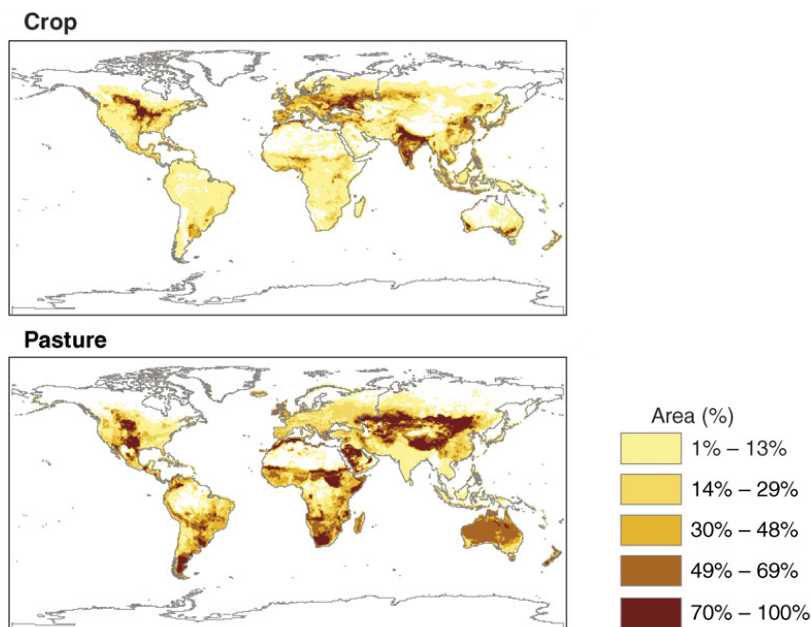 Crop
Pasture
Area (%)
1% – 13%
14% – 29%
30% – 48%
49% – 69%
70% – 100%